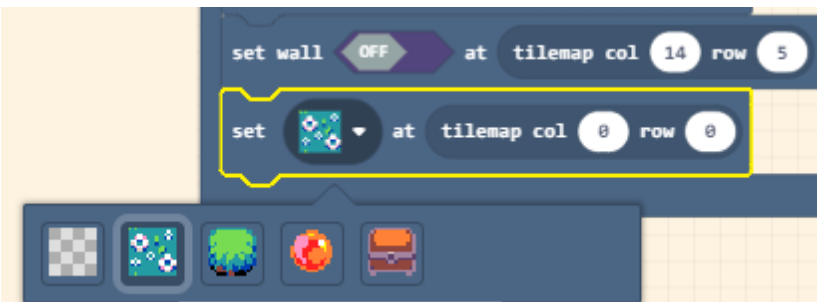 set wall OFF at tilemap col 14 row 5
set at tilemap col 0 row 0